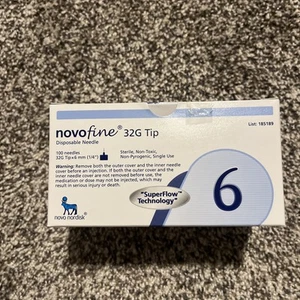 novofine® 32G Tip
Disposable Needle
List: 185189
100 needles
32G Tip×6 mm (1/4")
Sterile, Non-Toxic,
Non-Pyrogenic, Single Use
Warning: Remove both the outer cover and the inner needle
cover before an injection. If both the outer cover and the
inner needle cover are not removed before use, the
medication or dose may not be injected, which may
result in serious injury or death.
"SuperFlow™
Technology"
6
novo nordisk®